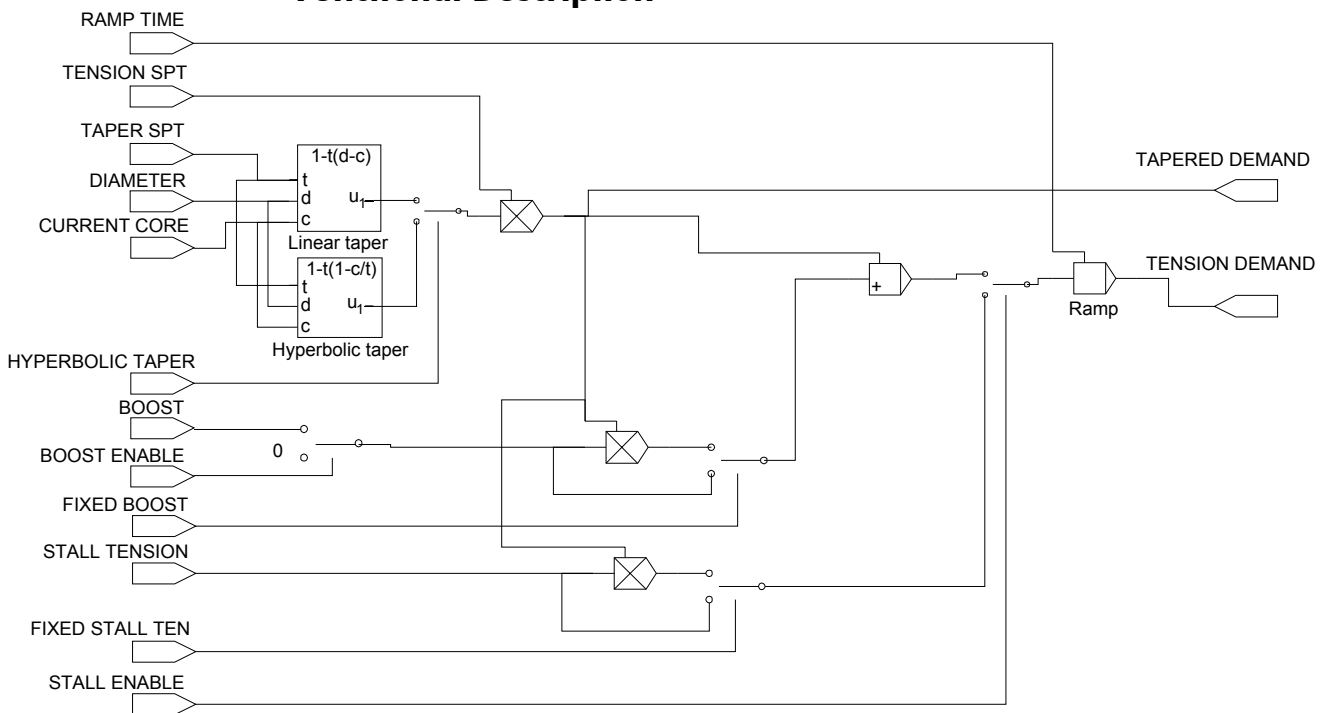 Functional Description
RAMP TIME
TENSION SPT
TAPER SPT
DIAMETER
CURRENT CORE
1-t(d-c)
t
d
c
u1
Linear taper
1-t(1-c/t)
t
d
c
u1
Hyperbolic taper
TAPERED DEMAND
TENSION DEMAND
+
Ramp
HYPERBOLIC TAPER
BOOST
0
BOOST ENABLE
FIXED BOOST
STALL TENSION
FIXED STALL TEN
STALL ENABLE